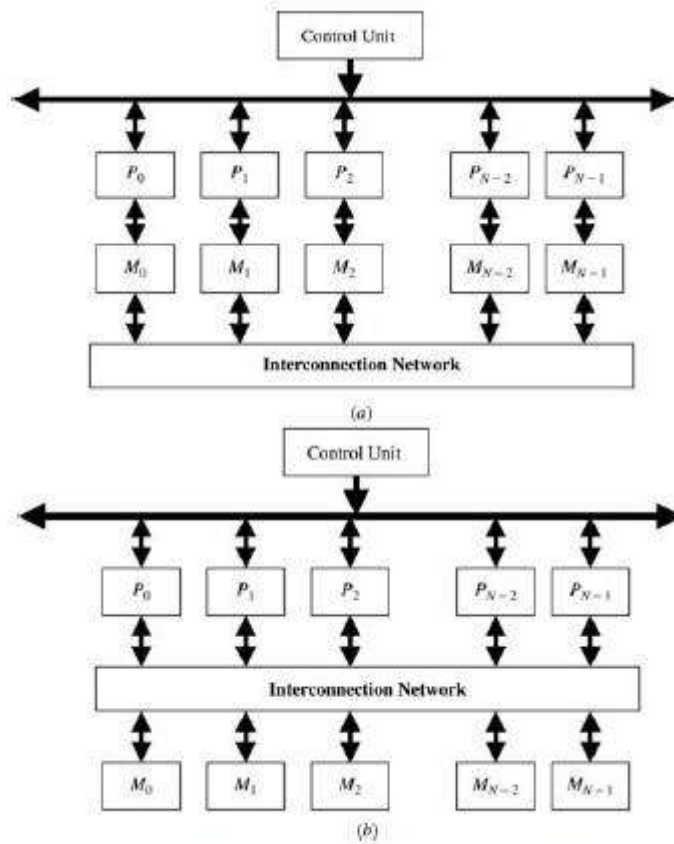 Control Unit
P₀ P₁ P₂ Pₙ₋₂ Pₙ₋₁
M₀ M₁ M₂ Mₙ₋₂ Mₙ₋₁
Interconnection Network
(a)
Control Unit
P₀ P₁ P₂ Pₙ₋₂ Pₙ₋₁
Interconnection Network
M₀ M₁ M₂ Mₙ₋₂ Mₙ₋₁
(b)